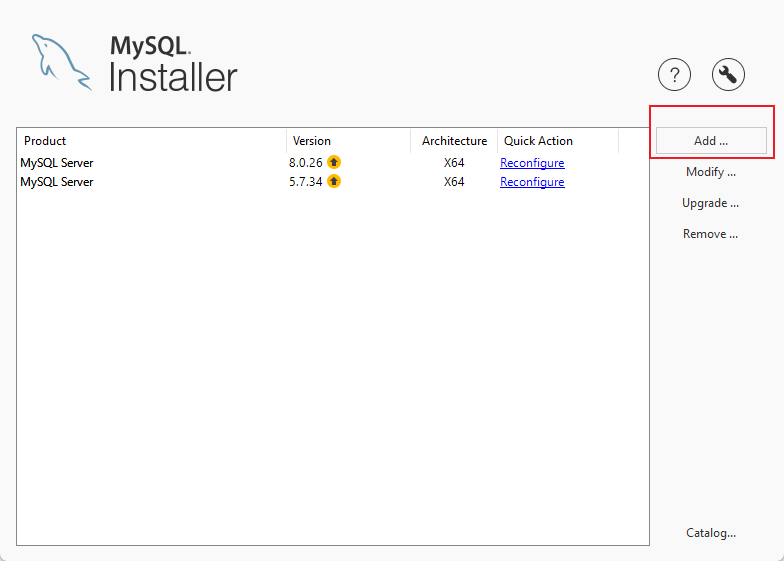 MySQL.
Installer
?
Product Version Architecture Quick Action
MySQL Server 8.0.26 X64 Reconfigure
MySQL Server 5.7.34 X64 Reconfigure
Add ...
Modify ...
Upgrade ...
Remove ...
Catalog...